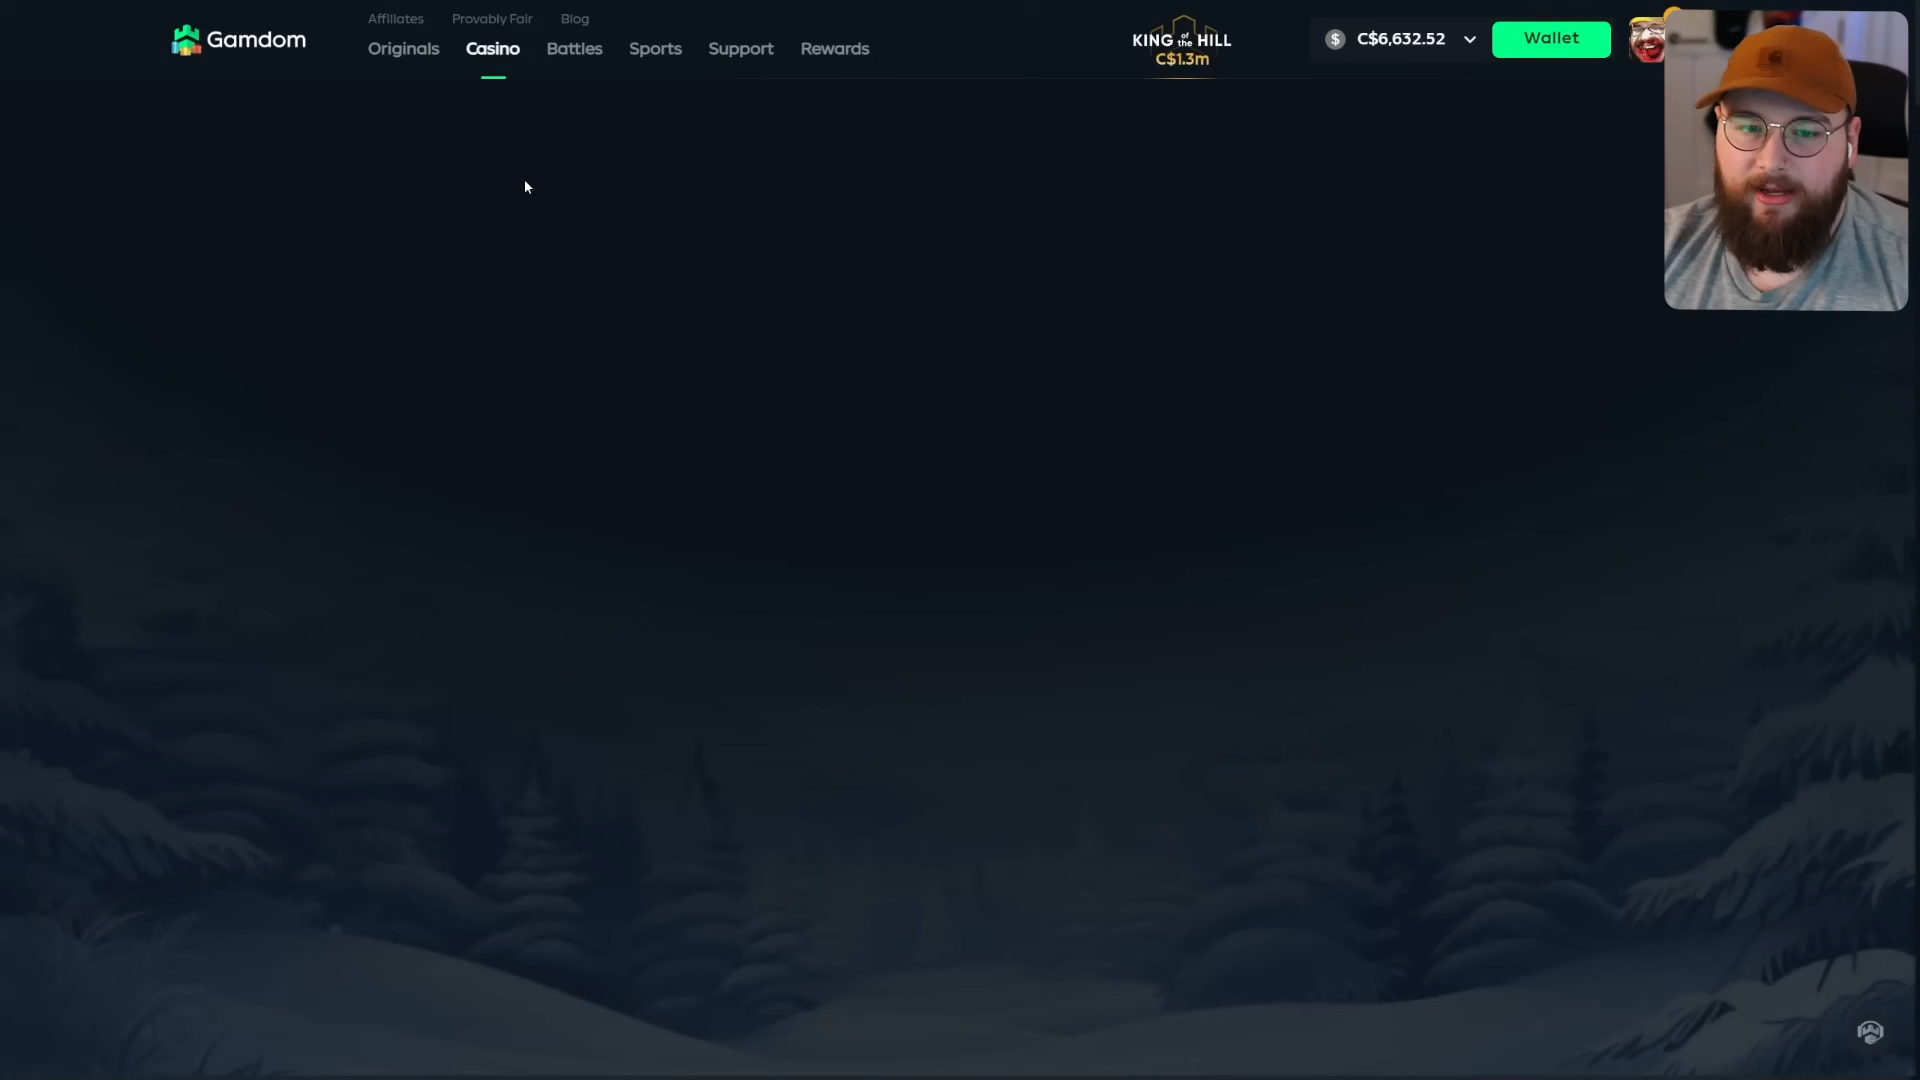 Affiliates Provably Fair Blog
Gamdom
Originals Casino Battles Sports Support Rewards
KING of the HILL
C$1.3m
$ C$6,632.52
Wallet